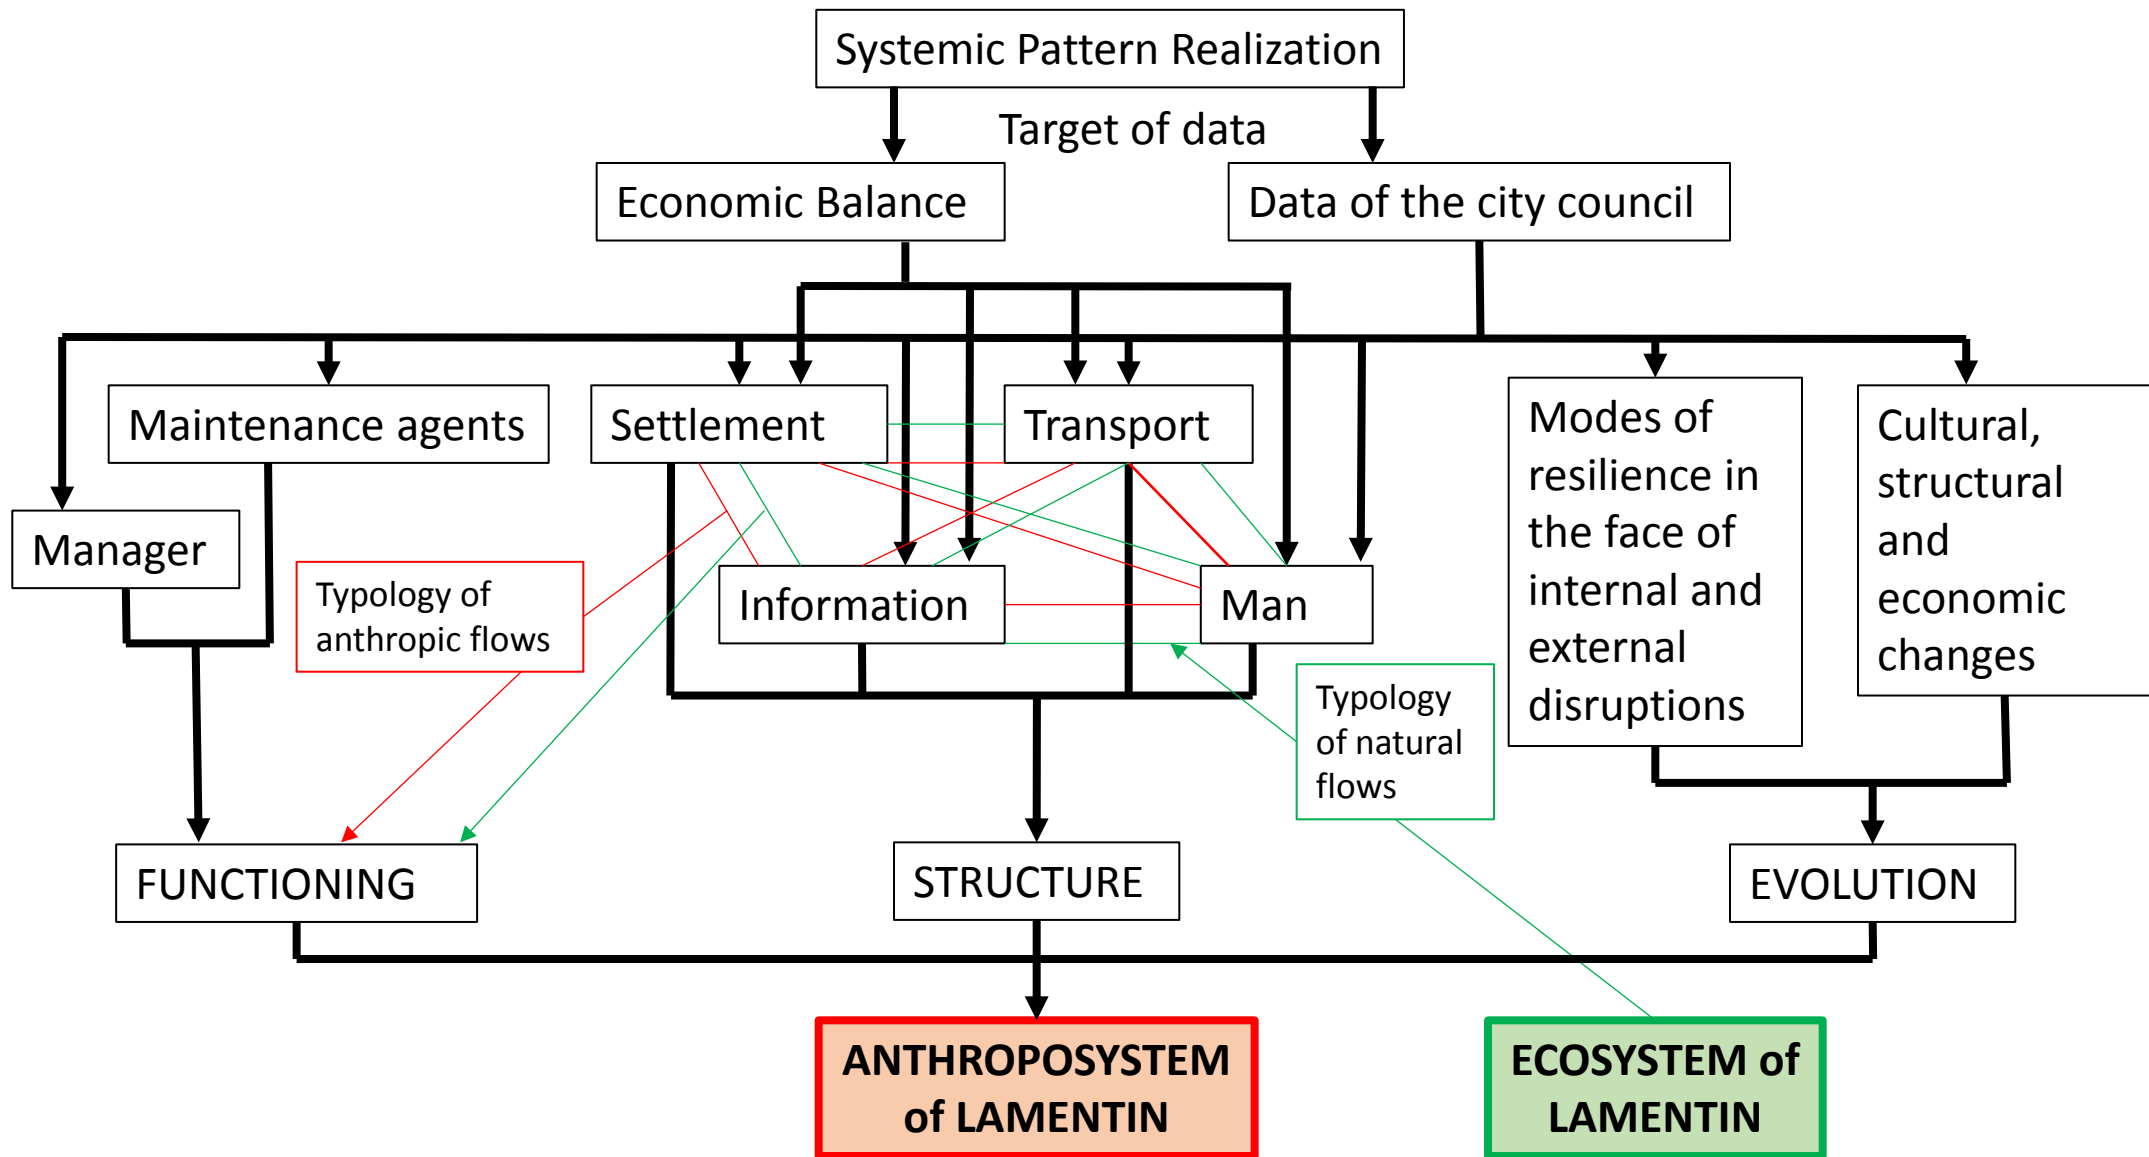 Systemic Pattern Realization
Target of data
Economic Balance
Data of the city council
Maintenance agents
Settlement
Transport
Modes of
resilience in
the face of
internal and
external
disruptions
Cultural,
structural
and
economic
changes
Manager
Typology of
anthropic flows
Information
Man
Typology
of natural
flows
FUNCTIONING
STRUCTURE
EVOLUTION
ANTHROPOSYSTEM
of LAMENTIN
ECOSYSTEM of
LAMENTIN